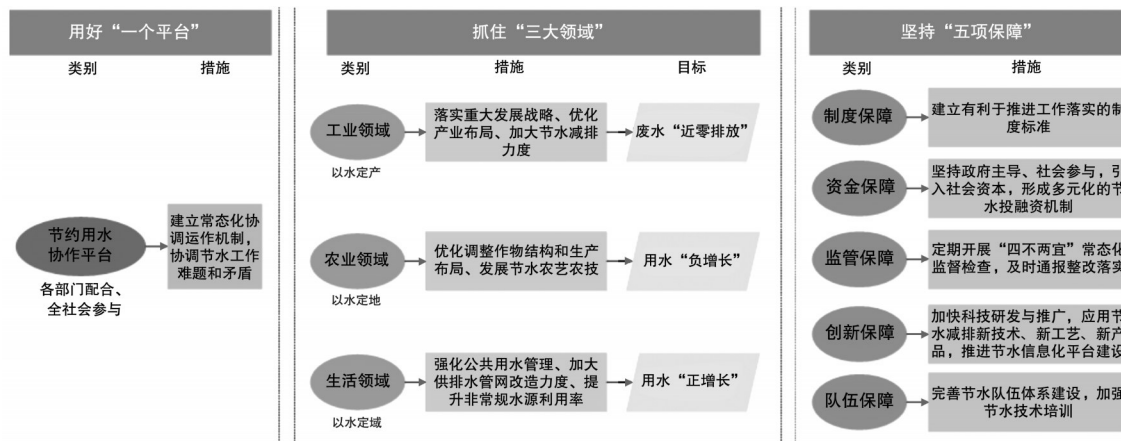 用好“一个平台”
类别
措施
节约用水
协作平台
各部门配合、
全社会参与
建立常态化协
调运作机制，
协调节水工作
难题和矛盾
抓住“三大领域”
类别
措施
目标
工业领域
以水定产
落实重大发展战略、优化
产业布局、加大节水减排
力度
废水“近零排放”
农业领域
以水定地
优化调整作物结构和生产
布局、发展节水农艺农技
用水“负增长”
生活领域
以水定域
强化公共用水管理、加大
供排水管网改造力度、提
升非常规水源利用率
用水“正增长”
坚持“五项保障”
类别
措施
制度保障
建立有利于推进工作落实的制
度标准
资金保障
坚持政府主导、社会参与，引
入社会资本，形成多元化的节
水投融资机制
监管保障
定期开展“四不两宜”常态化
监督检查，及时通报整改落实
创新保障
加快科技研发与推广，应用节
水减排新技术、新工艺、新产
品，推进节水信息化平台建设
队伍保障
完善节水队伍体系建设，加强
节水技术培训